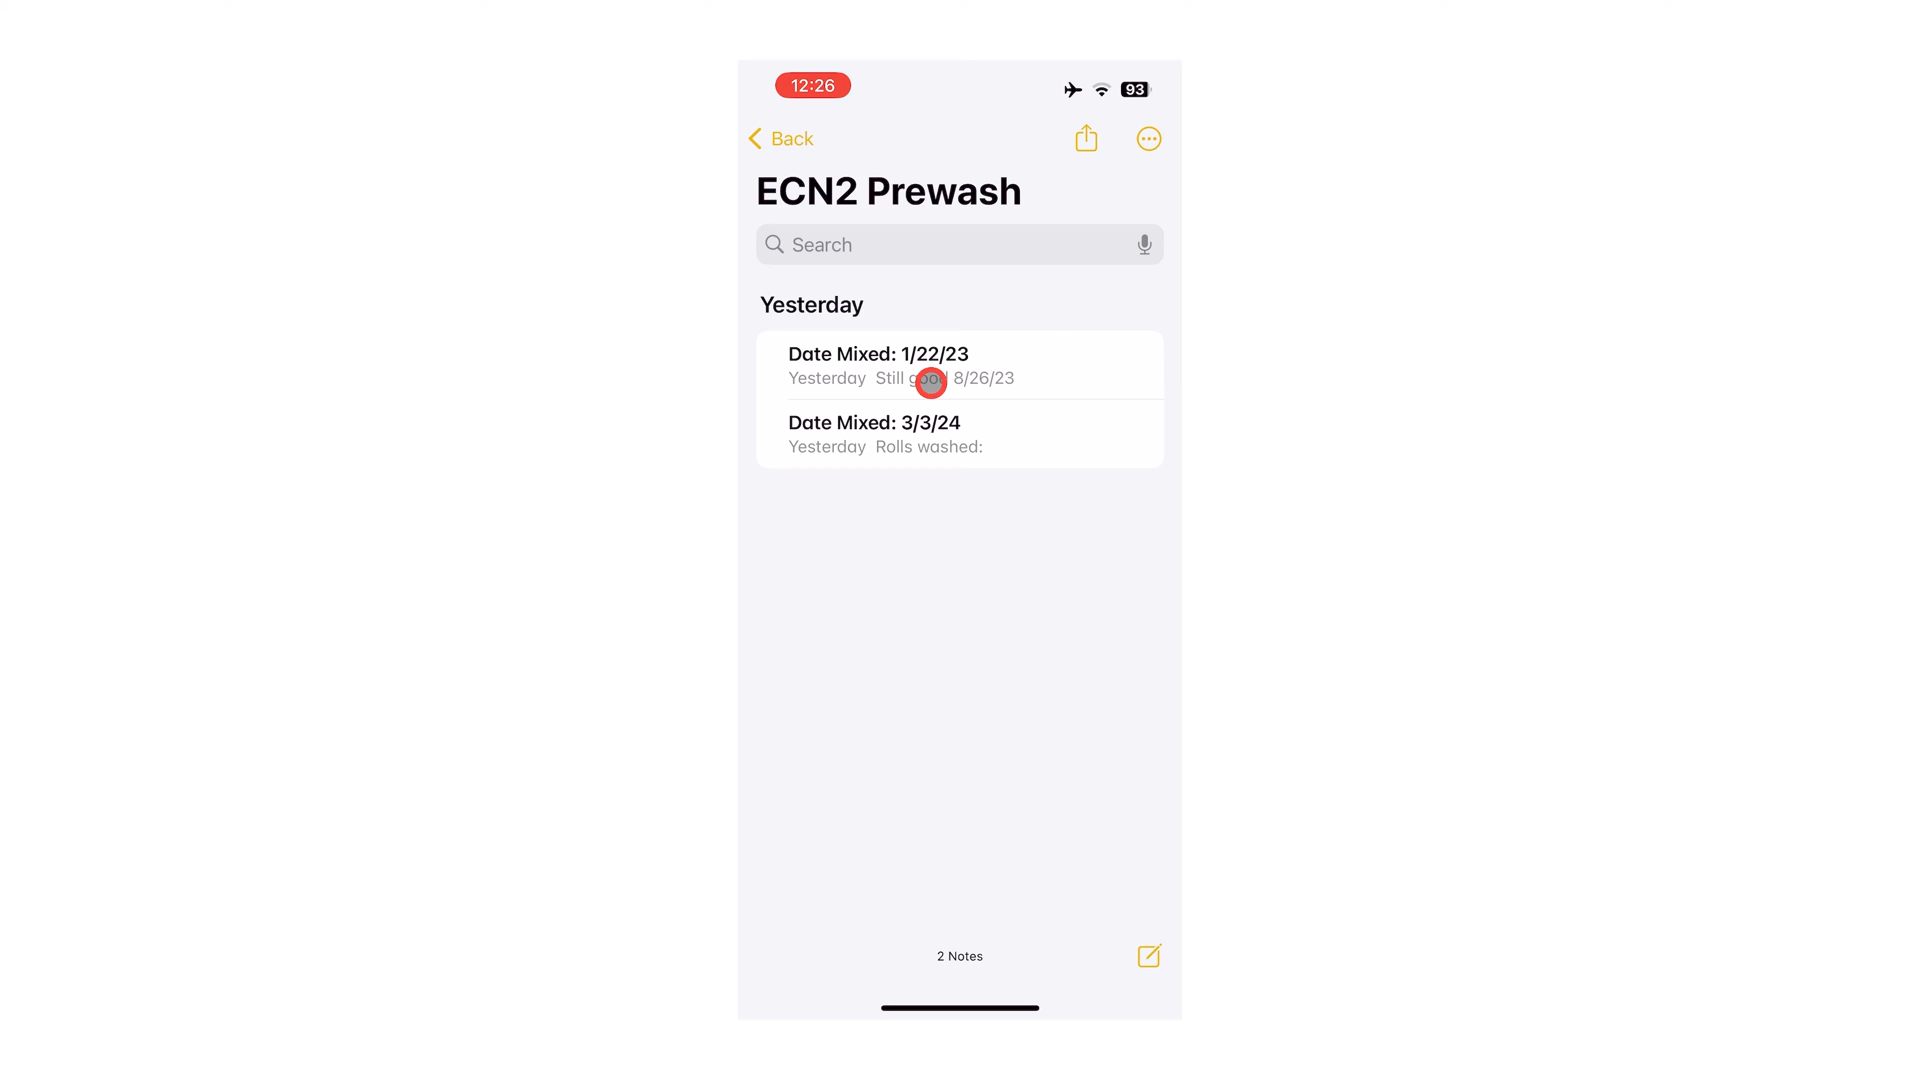 12:26
93
Back
ECN2 Prewash
Search
Yesterday
Date Mixed: 1/22/23
Yesterday Still good 8/26/23
Date Mixed: 3/3/24
Yesterday Rolls washed:
2 Notes